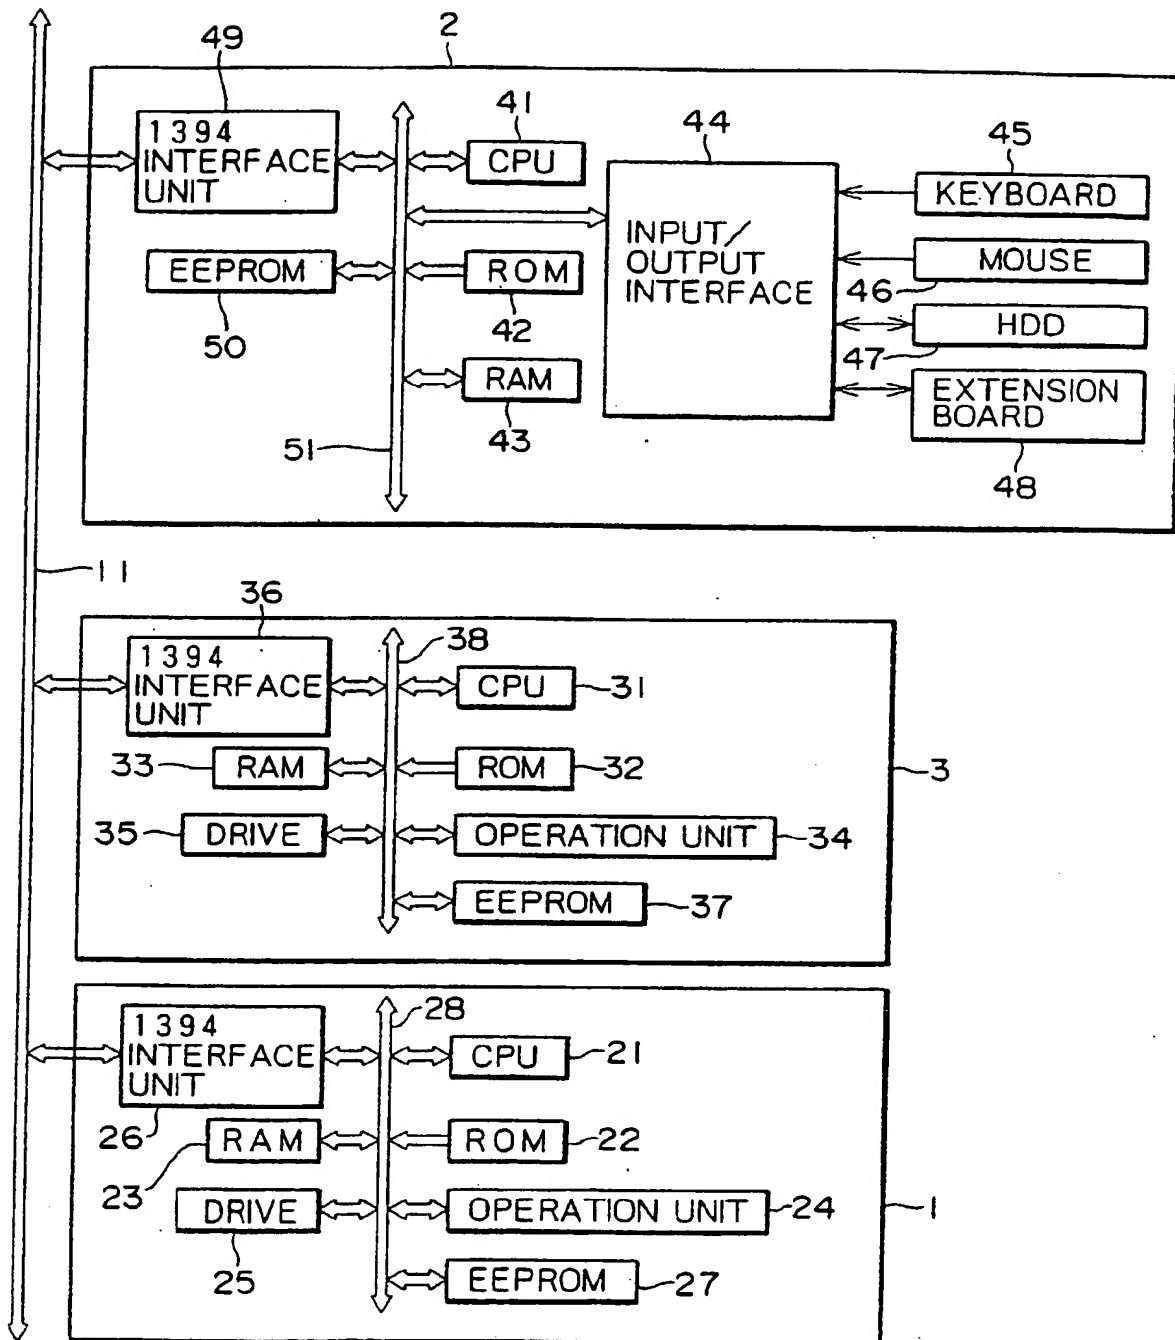 2
49
1394
INTERFACE
UNIT
41
CPU
44
INPUT/
OUTPUT
INTERFACE
45
KEYBOARD
MOUSE
46
HDD
47
EXTENSION
BOARD
48
EEPROM
50
ROM
42
RAM
43
51
11
36
1394
INTERFACE
UNIT
38
CPU
31
33
RAM
ROM
32
3
35
DRIVE
OPERATION UNIT
34
EEPROM
37
1394
INTERFACE
UNIT
26
28
CPU
21
RAM
23
ROM
22
DRIVE
25
OPERATION UNIT
24
1
EEPROM
27